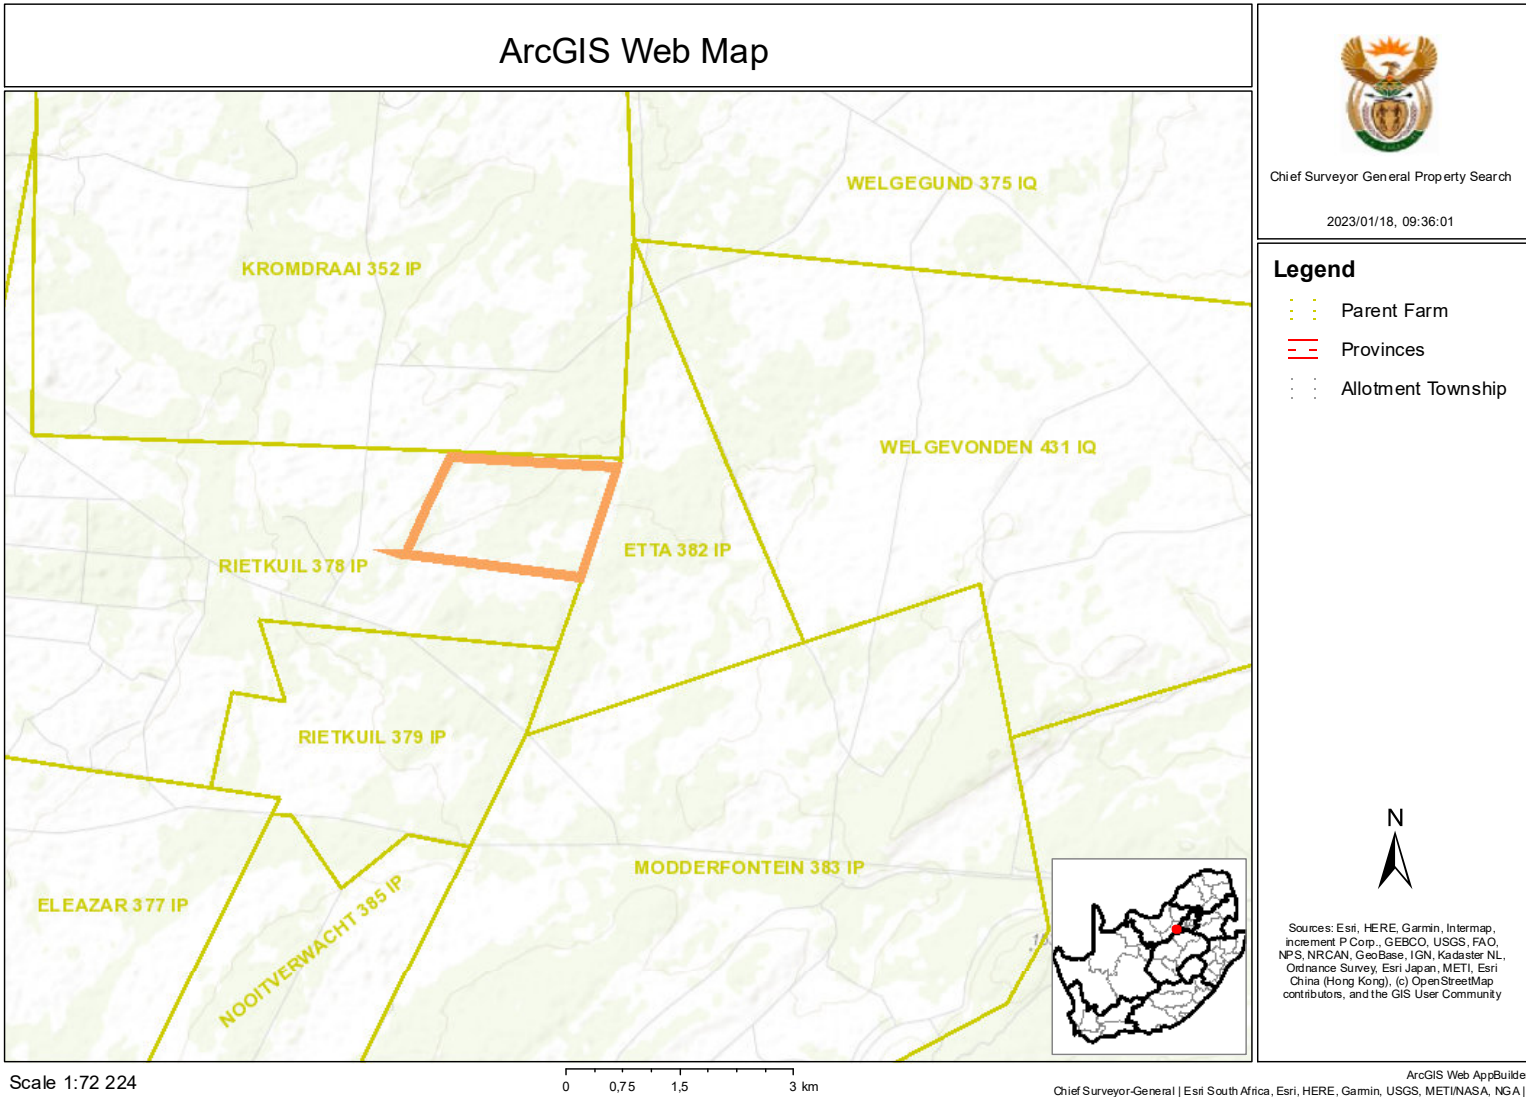 ArcGIS Web Map
Chief Surveyor General Property Search
2023/01/18, 09:36:01
Legend
Parent Farm
Provinces
Allotment Township
WELGEGUND 375 IQ
KROMDRAAI 352 IP
WELGEVONDEN 431 IQ
ETTA 382 IP
RIETKUIL 378 IP
RIETKUIL 379 IP
MODDERFONTEIN 383 IP
ELEAZAR 377 IP
NOOITVERWACHT 385 IP
N
Sources: Esri, HERE, Garmin, Intermap,
increment P Corp., GEBCO, USGS, FAO,
NPS, NRCAN, GeoBase, IGN, Kadaster NL,
Ordnance Survey, Esri Japan, METI, Esri
China (Hong Kong), (c) OpenStreetMap
contributors, and the GIS User Community
Scale 1:72 224
0 0,75 1,5 3 km
ArcGIS Web AppBuilde
Chief Surveyor-General | Esri South Africa, Esri, HERE, Garmin, USGS, METI/NASA, NGA |